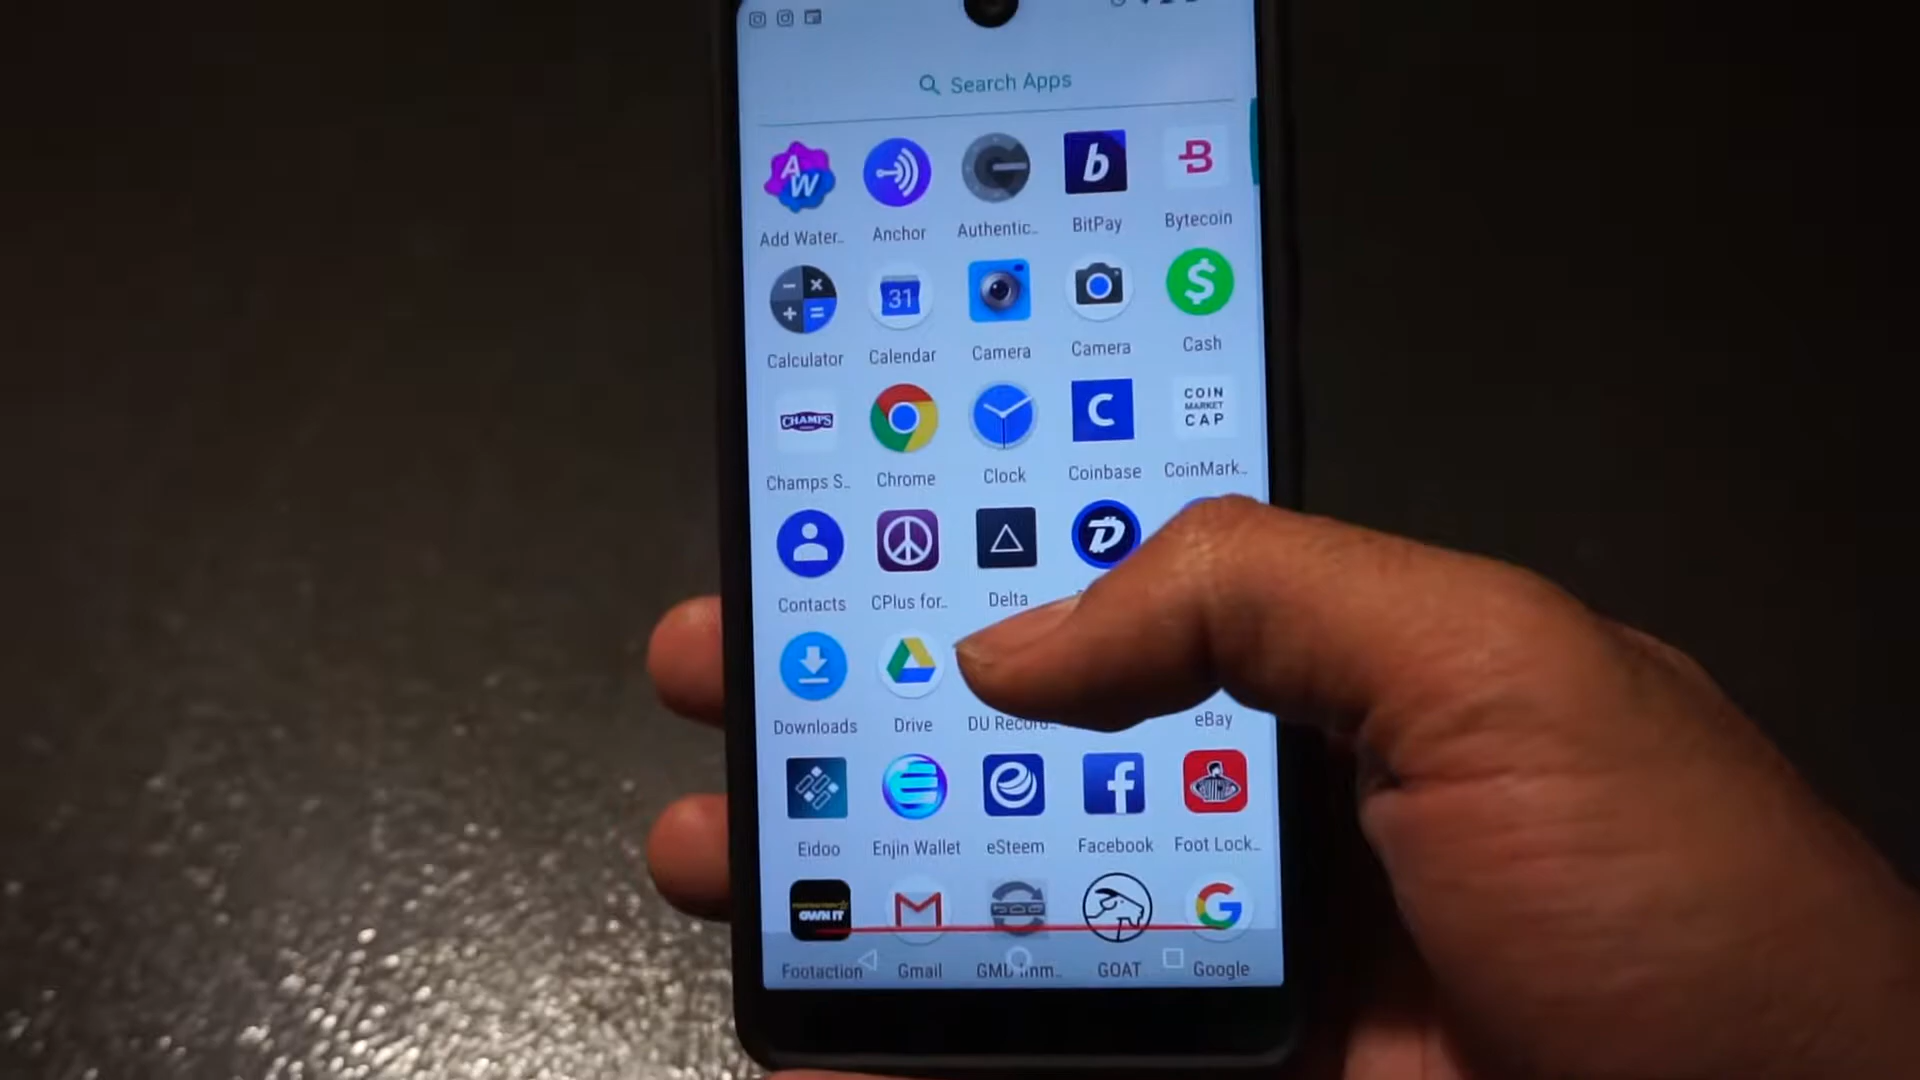 Search Apps
AW
b
B
Add Water..
Anchor
Authentic..
BitPay
Bytecoin
31
$
Calculator
Calendar
Camera
Camera
Cash
CHAMPS
C
COIN
MARKET
CAP
Champs S..
Chrome
Clock
Coinbase
CoinMark..
Contacts
CPlus for..
Delta
Downloads
Drive
DU Record..
eBay
f
Eidoo
Enjin Wallet
eSteem
Facebook
Foot Lock..
OWN IT
G
Footaction
Gmail
GOAT
Google